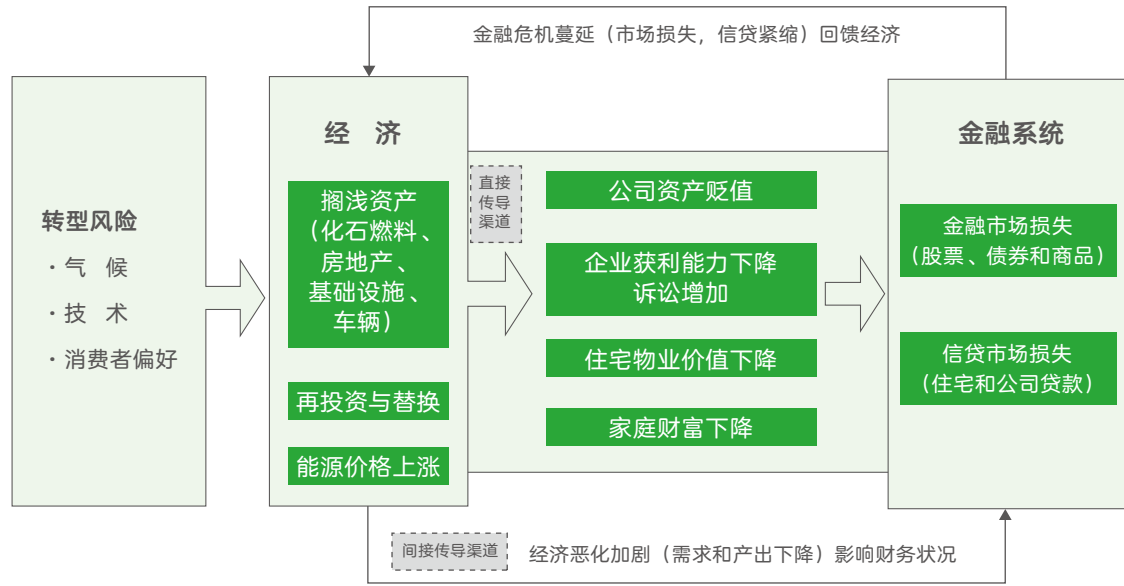 金融危机蔓延（市场损失，信贷紧缩）回馈经济
转型风险
·气 候
·技 术
·消费者偏好
经 济
搁浅资产
（化石燃料、
房地产、
基础设施、
车辆）
再投资与替换
能源价格上涨
直接
传导
渠道
公司资产贬值
企业获利能力下降
诉讼增加
住宅物业价值下降
家庭财富下降
金融系统
金融市场损失
（股票、债券和商品）
信贷市场损失
（住宅和公司贷款）
间接传导渠道
经济恶化加剧（需求和产出下降）影响财务状况